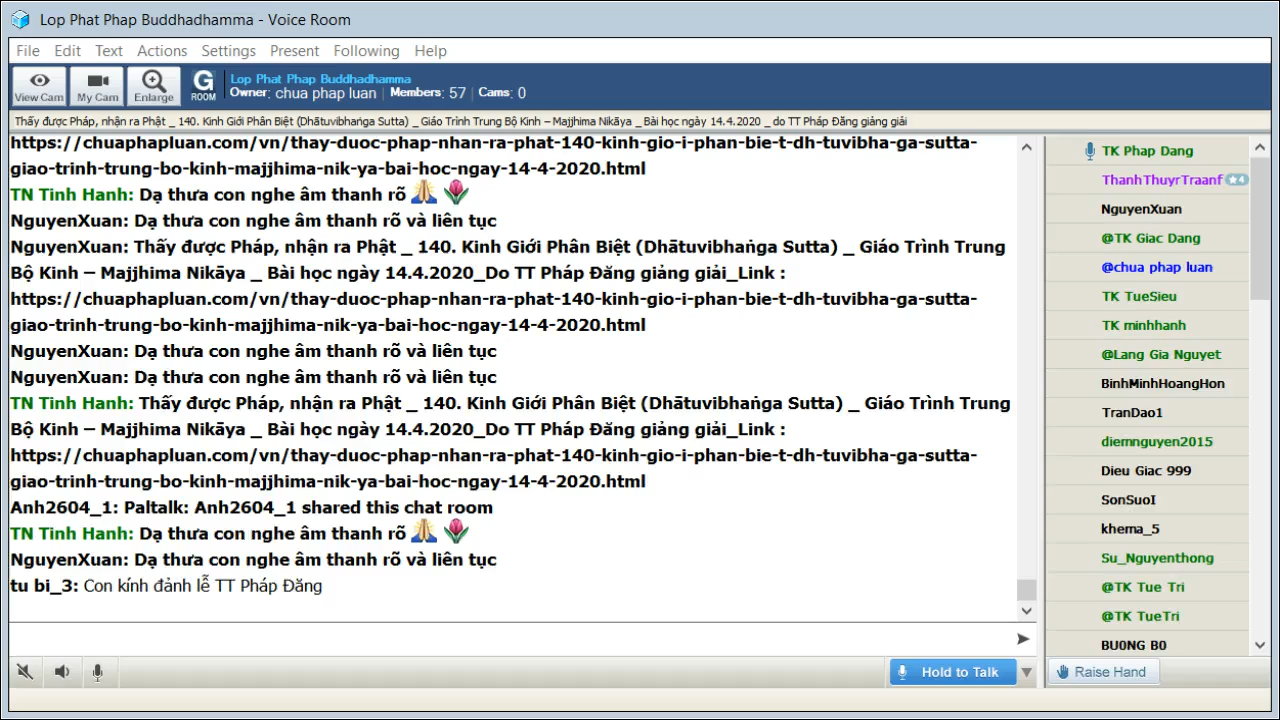 Lop Phat Phap Buddhadhamma - Voice Room
File Edit Text Actions Settings Present Following Help
View Cam My Cam Enlarge G ROOM
Lop Phat Phap Buddhadhamma
Owner: chua phap luan Members: 57 Cams: 0
Thấy được Pháp, nhận ra Phật _ 140. Kinh Giới Phân Biệt (Dhātuvibhaṅga Sutta) _ Giáo Trình Trung Bộ Kinh – Majjhima Nikāya _ Bài học ngày 14.4.2020 _ do TT Pháp Đăng giảng giải
https://chuaphapluan.com/vn/thay-duoc-phap-nhan-ra-phat-140-kinh-gio-i-phan-bie-t-dh-tuvibha-ga-sutta-
giao-trinh-trung-bo-kinh-majjhima-nik-ya-bai-hoc-ngay-14-4-2020.html
TN Tinh Hanh: Dạ thưa con nghe âm thanh rõ 🙏 🌷
NguyenXuan: Dạ thưa con nghe âm thanh rõ và liên tục
NguyenXuan: Thấy được Pháp, nhận ra Phật _ 140. Kinh Giới Phân Biệt (Dhātuvibhaṅga Sutta) _ Giáo Trình Trung
Bộ Kinh – Majjhima Nikāya _ Bài học ngày 14.4.2020_Do TT Pháp Đăng giảng giải_Link :
https://chuaphapluan.com/vn/thay-duoc-phap-nhan-ra-phat-140-kinh-gio-i-phan-bie-t-dh-tuvibha-ga-sutta-
giao-trinh-trung-bo-kinh-majjhima-nik-ya-bai-hoc-ngay-14-4-2020.html
NguyenXuan: Dạ thưa con nghe âm thanh rõ và liên tục
NguyenXuan: Dạ thưa con nghe âm thanh rõ và liên tục
TN Tinh Hanh: Thấy được Pháp, nhận ra Phật _ 140. Kinh Giới Phân Biệt (Dhātuvibhaṅga Sutta) _ Giáo Trình Trung
Bộ Kinh – Majjhima Nikāya _ Bài học ngày 14.4.2020_Do TT Pháp Đăng giảng giải_Link :
https://chuaphapluan.com/vn/thay-duoc-phap-nhan-ra-phat-140-kinh-gio-i-phan-bie-t-dh-tuvibha-ga-sutta-
giao-trinh-trung-bo-kinh-majjhima-nik-ya-bai-hoc-ngay-14-4-2020.html
Anh2604_1: Paltalk: Anh2604_1 shared this chat room
TN Tinh Hanh: Dạ thưa con nghe âm thanh rõ 🙏 🌷
NguyenXuan: Dạ thưa con nghe âm thanh rõ và liên tục
tu bi_3: Con kính đảnh lễ TT Pháp Đăng
TK Phap Dang
ThanhThuyrTraanf ★4
NguyenXuan
@TK Giac Dang
@chua phap luan
TK TueSieu
TK minhhanh
@Lang Gia Nguyet
BinhMinhHoangHon
TranDao1
diemnguyen2015
Dieu Giac 999
SonSuoI
khema_5
Su_Nguyenthong
@TK Tue Tri
@TK TueTri
BU0NG B0
Hold to Talk
Raise Hand